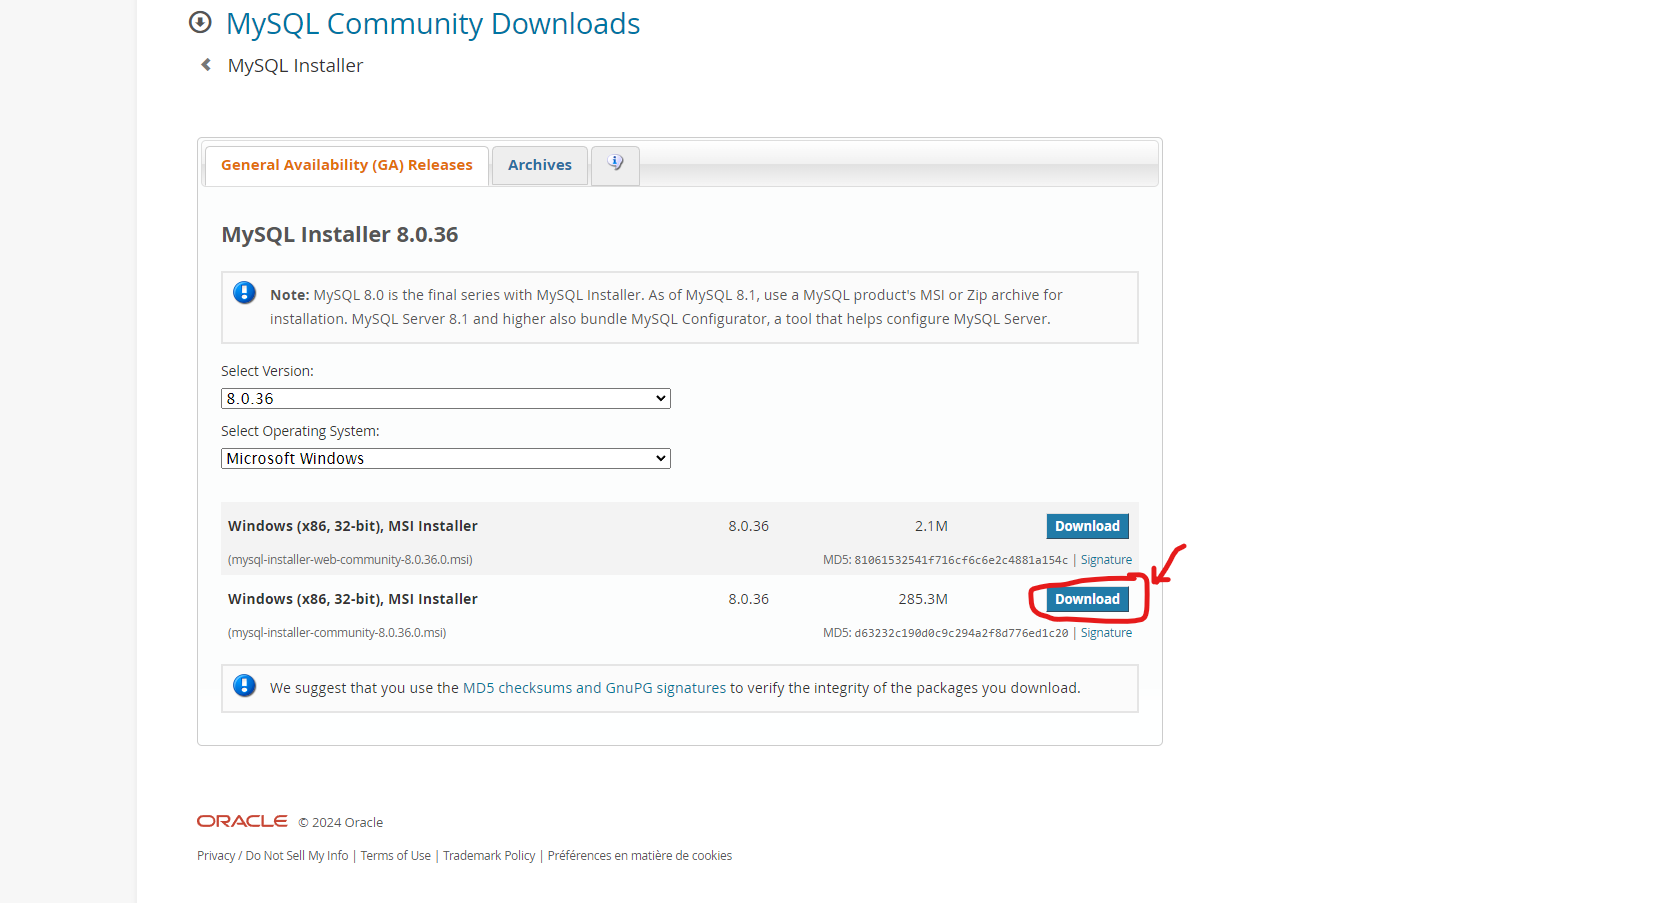 MySQL Community Downloads
MySQL Installer
General Availability (GA) Releases
Archives
MySQL Installer 8.0.36
Note: MySQL 8.0 is the final series with MySQL Installer. As of MySQL 8.1, use a MySQL product's MSI or Zip archive for
installation. MySQL Server 8.1 and higher also bundle MySQL Configurator, a tool that helps configure MySQL Server.
Select Version:
8.0.36
Select Operating System:
Microsoft Windows
Windows (x86, 32-bit), MSI Installer 8.0.36 2.1M Download
(mysql-installer-web-community-8.0.36.0.msi) MD5: 81061532541f716cf6c6e2c4881a154c | Signature
Windows (x86, 32-bit), MSI Installer 8.0.36 285.3M Download
(mysql-installer-community-8.0.36.0.msi) MD5: d63232c190d0c9c294a2f8d776ed1c20 | Signature
We suggest that you use the MD5 checksums and GnuPG signatures to verify the integrity of the packages you download.
ORACLE © 2024 Oracle
Privacy / Do Not Sell My Info | Terms of Use | Trademark Policy | Préférences en matière de cookies